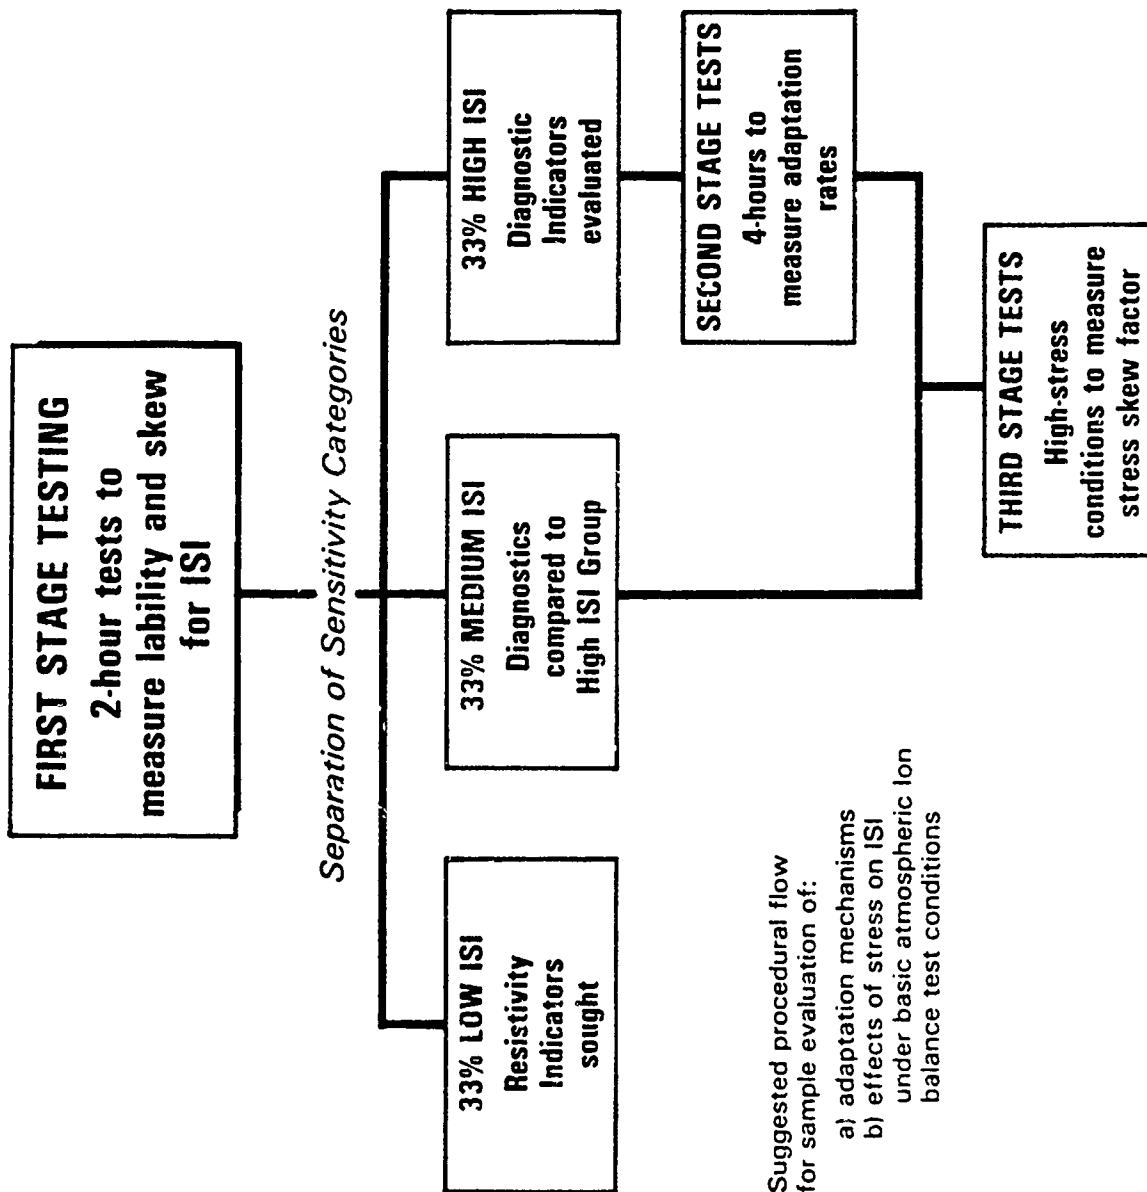 FIRST STAGE TESTING
2-hour tests to
measure lability and skew
for ISI
Separation of Sensitivity Categories
33% LOW ISI
Resistivity
Indicators
sought
33% MEDIUM ISI
Diagnostics
compared to
High ISI Group
33% HIGH ISI
Diagnostic
Indicators
evaluated
SECOND STAGE TESTS
4-hours to
measure adaptation
rates
THIRD STAGE TESTS
High-stress
conditions to measure
stress skew factor
Suggested procedural flow
for sample evaluation of:
a) adaptation mechanisms
b) effects of stress on ISI
under basic atmospheric Ion
balance test conditions